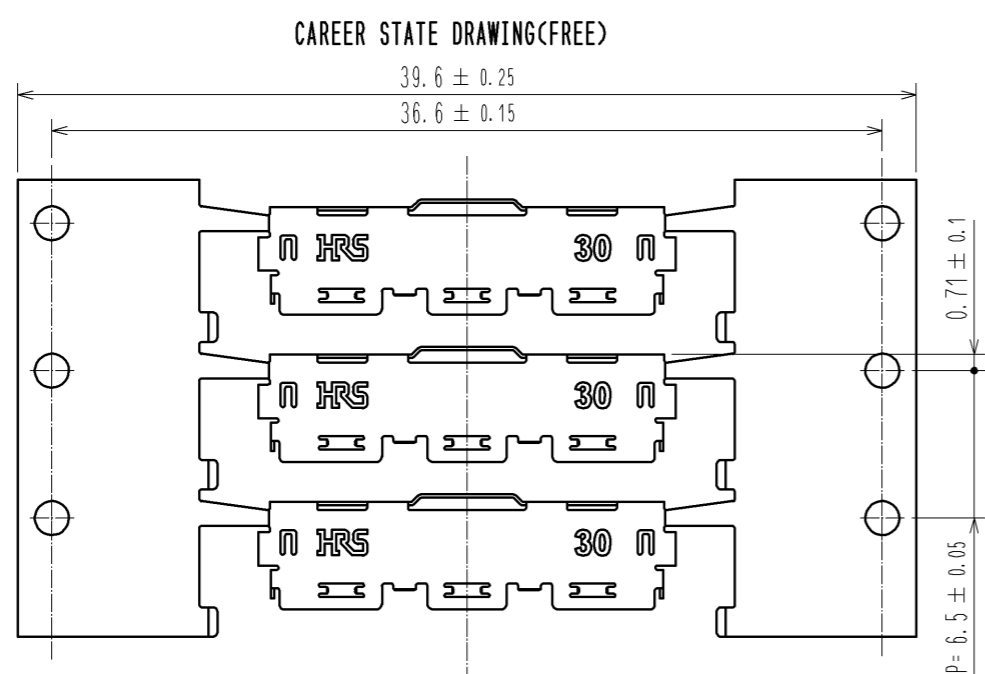 CAREER STATE DRAWING(FREE)
39.6 ± 0.25
36.6 ± 0.15
HRS 30
0.71 ± 0.1
HRS 30
HRS 30
P= 6.5 ± 0.05